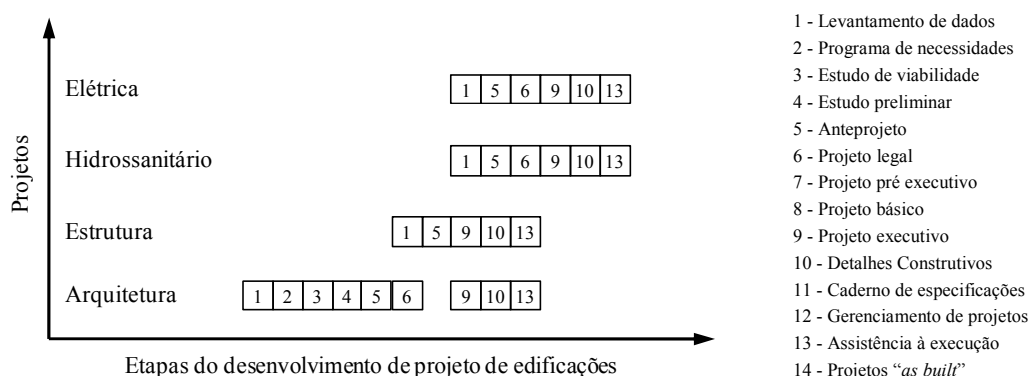 Projetos
Elétrica
1 5 6 9 10 13
Hidrossanitário
1 5 6 9 10 13
Estrutura
1 5 9 10 13
Arquitetura
1 2 3 4 5 6 9 10 13
Etapas do desenvolvimento de projeto de edificações
1 - Levantamento de dados
2 - Programa de necessidades
3 - Estudo de viabilidade
4 - Estudo preliminar
5 - Anteprojeto
6 - Projeto legal
7 - Projeto pré executivo
8 - Projeto básico
9 - Projeto executivo
10 - Detalhes Construtivos
11 - Caderno de especificações
12 - Gerenciamento de projetos
13 - Assistência à execução
14 - Projetos “as built”